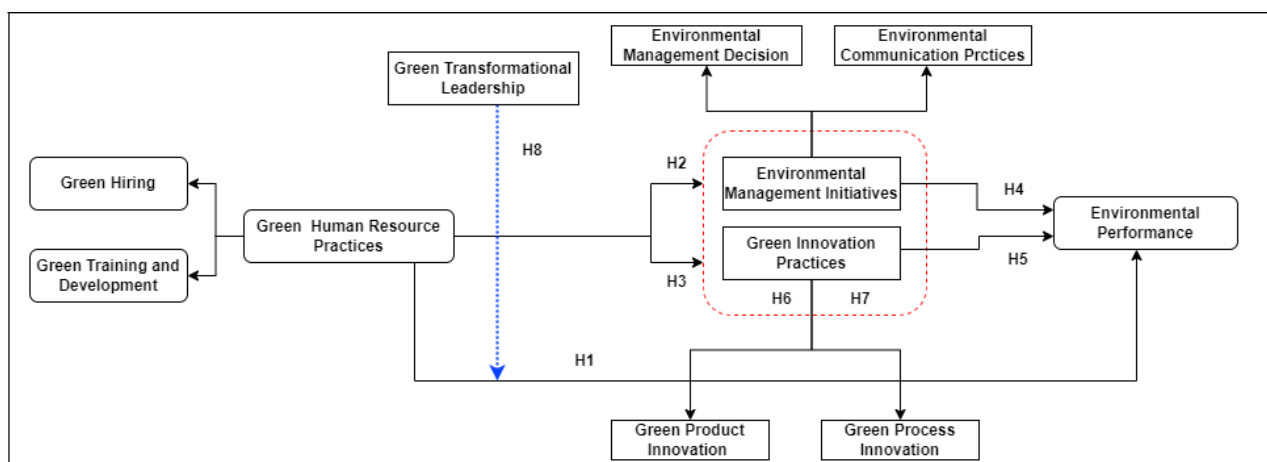 Environmental
Management Decision
Environmental
Communication Prctices
Green Transformational
Leadership
H8
Green Hiring
H2
Environmental
Management Initiatives
H4
Green  Human Resource
Practices
Environmental
Performance
Green Training and
Development
H3
Green Innovation
Practices
H5
H6
H7
H1
Green Product
Innovation
Green Process
Innovation